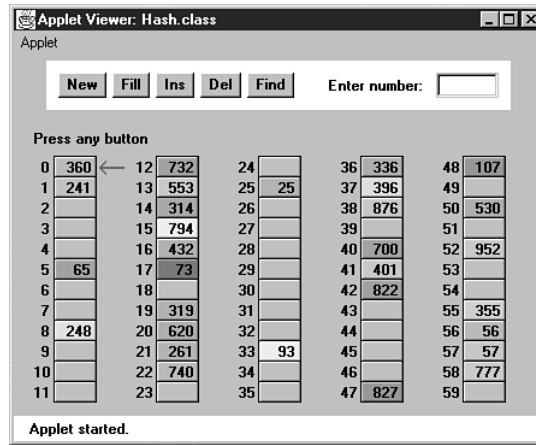 Applet Viewer: Hash.class
Applet
New Fill Ins Del Find Enter number:
Press any button
0 360 12 732 24 36 336 48 107
1 241 13 553 25 25 37 396 49
2 14 314 26 38 876 50 530
3 15 794 27 39 51
4 16 432 28 40 700 52 952
5 65 17 73 29 41 401 53
6 18 30 42 822 54
7 19 319 31 43 55 355
8 248 20 620 32 44 56 56
9 21 261 33 93 45 57 57
10 22 740 34 46 58 777
11 23 35 47 827 59
Applet started.